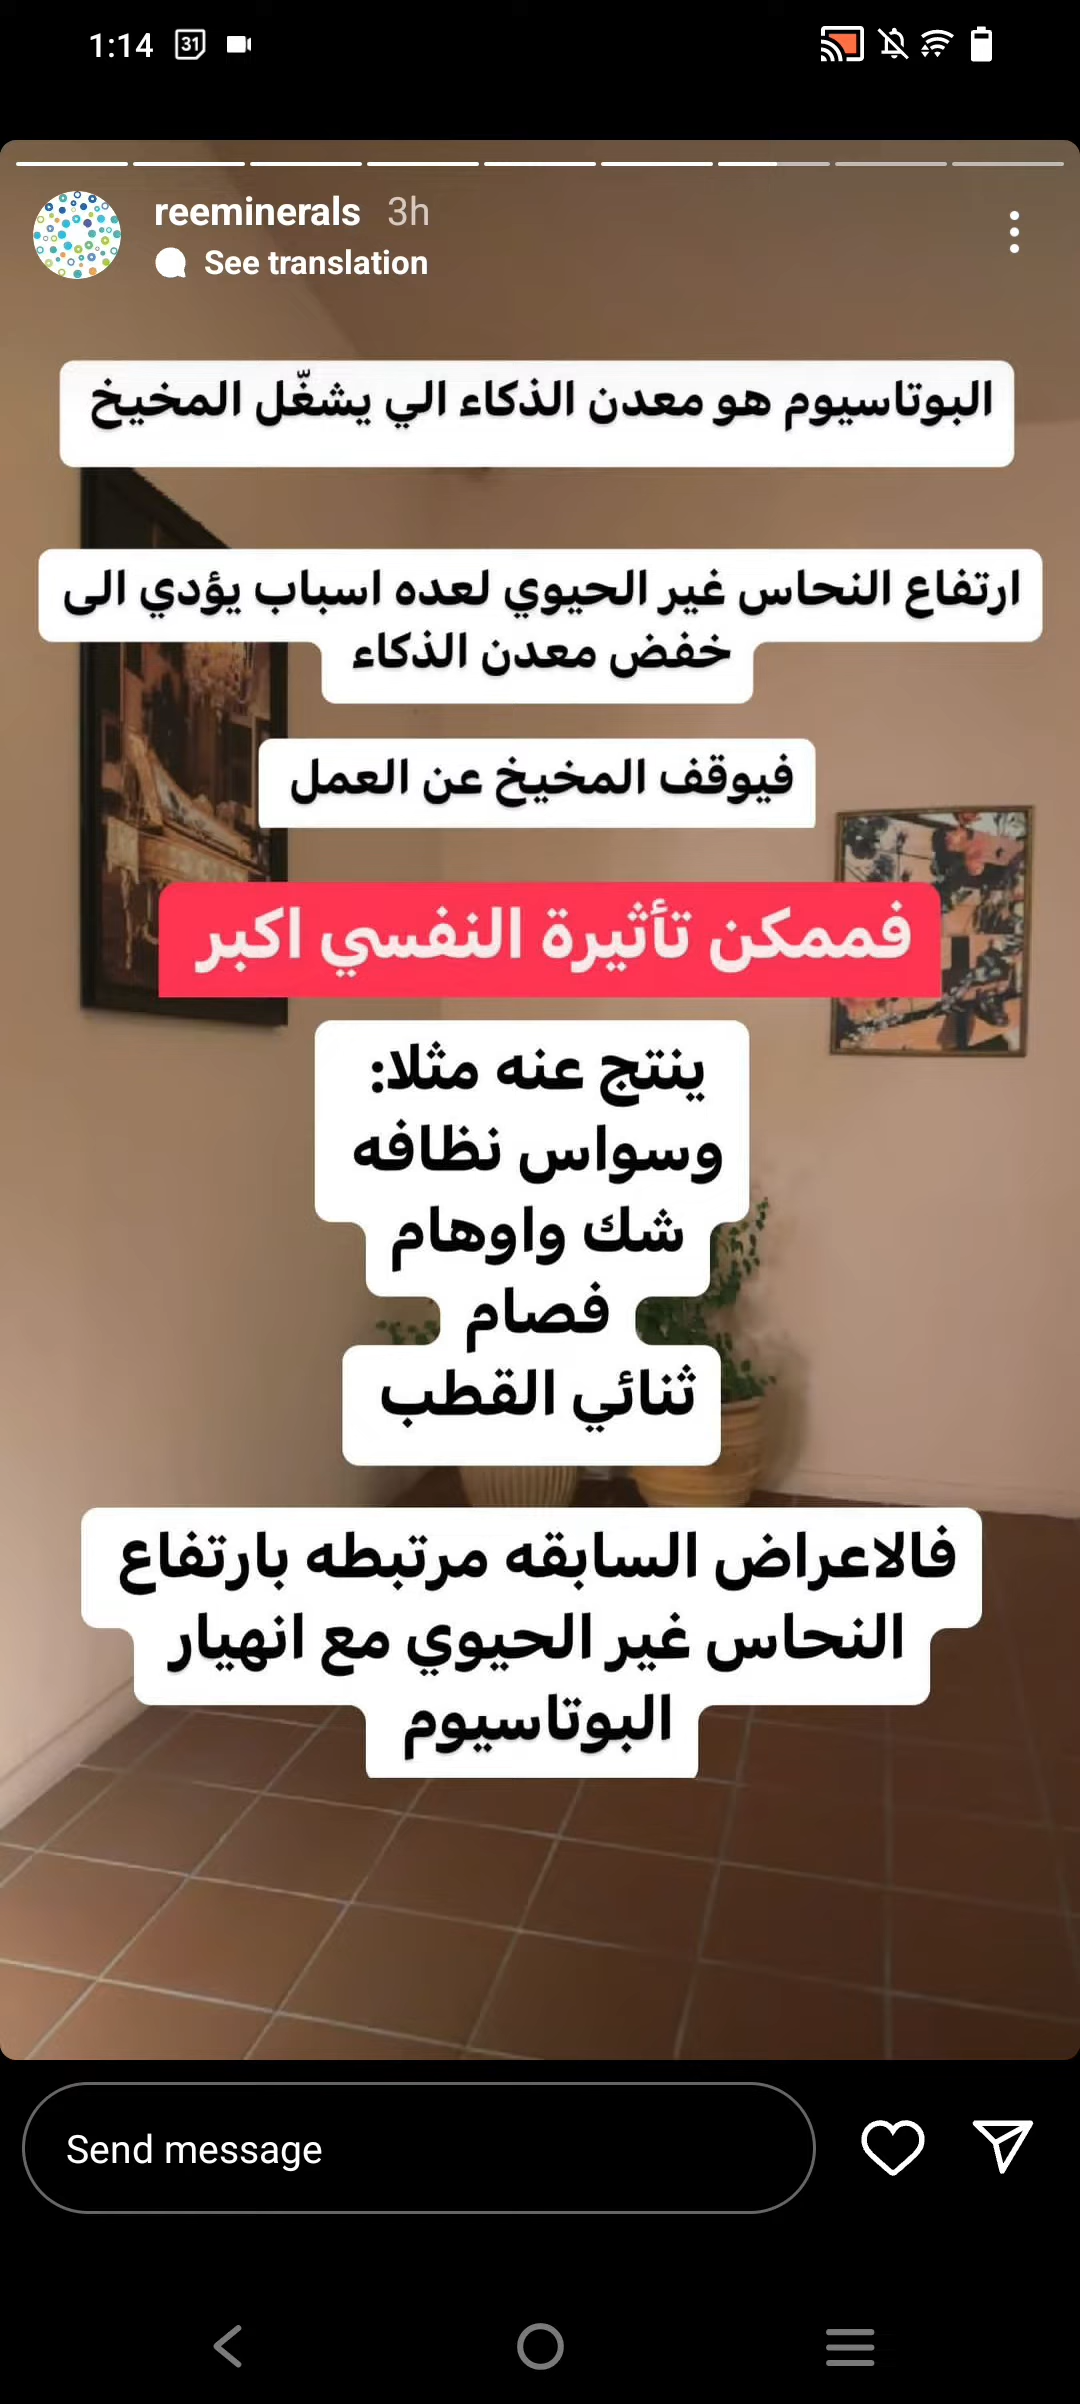 1:14
31
reeminerals 3h
See translation
البوتاسيوم هو معدن الذكاء الي يشغّل المخيخ
ارتفاع النحاس غير الحيوي لعده اسباب يؤدي الى
خفض معدن الذكاء
فيوقف المخيخ عن العمل
فممكن تأثيرة النفسي اكبر
ينتج عنه مثلا:
وسواس نظافه
شك واوهام
فصام
ثنائي القطب
فالاعراض السابقه مرتبطه بارتفاع
النحاس غير الحيوي مع انهيار
البوتاسيوم
Send message